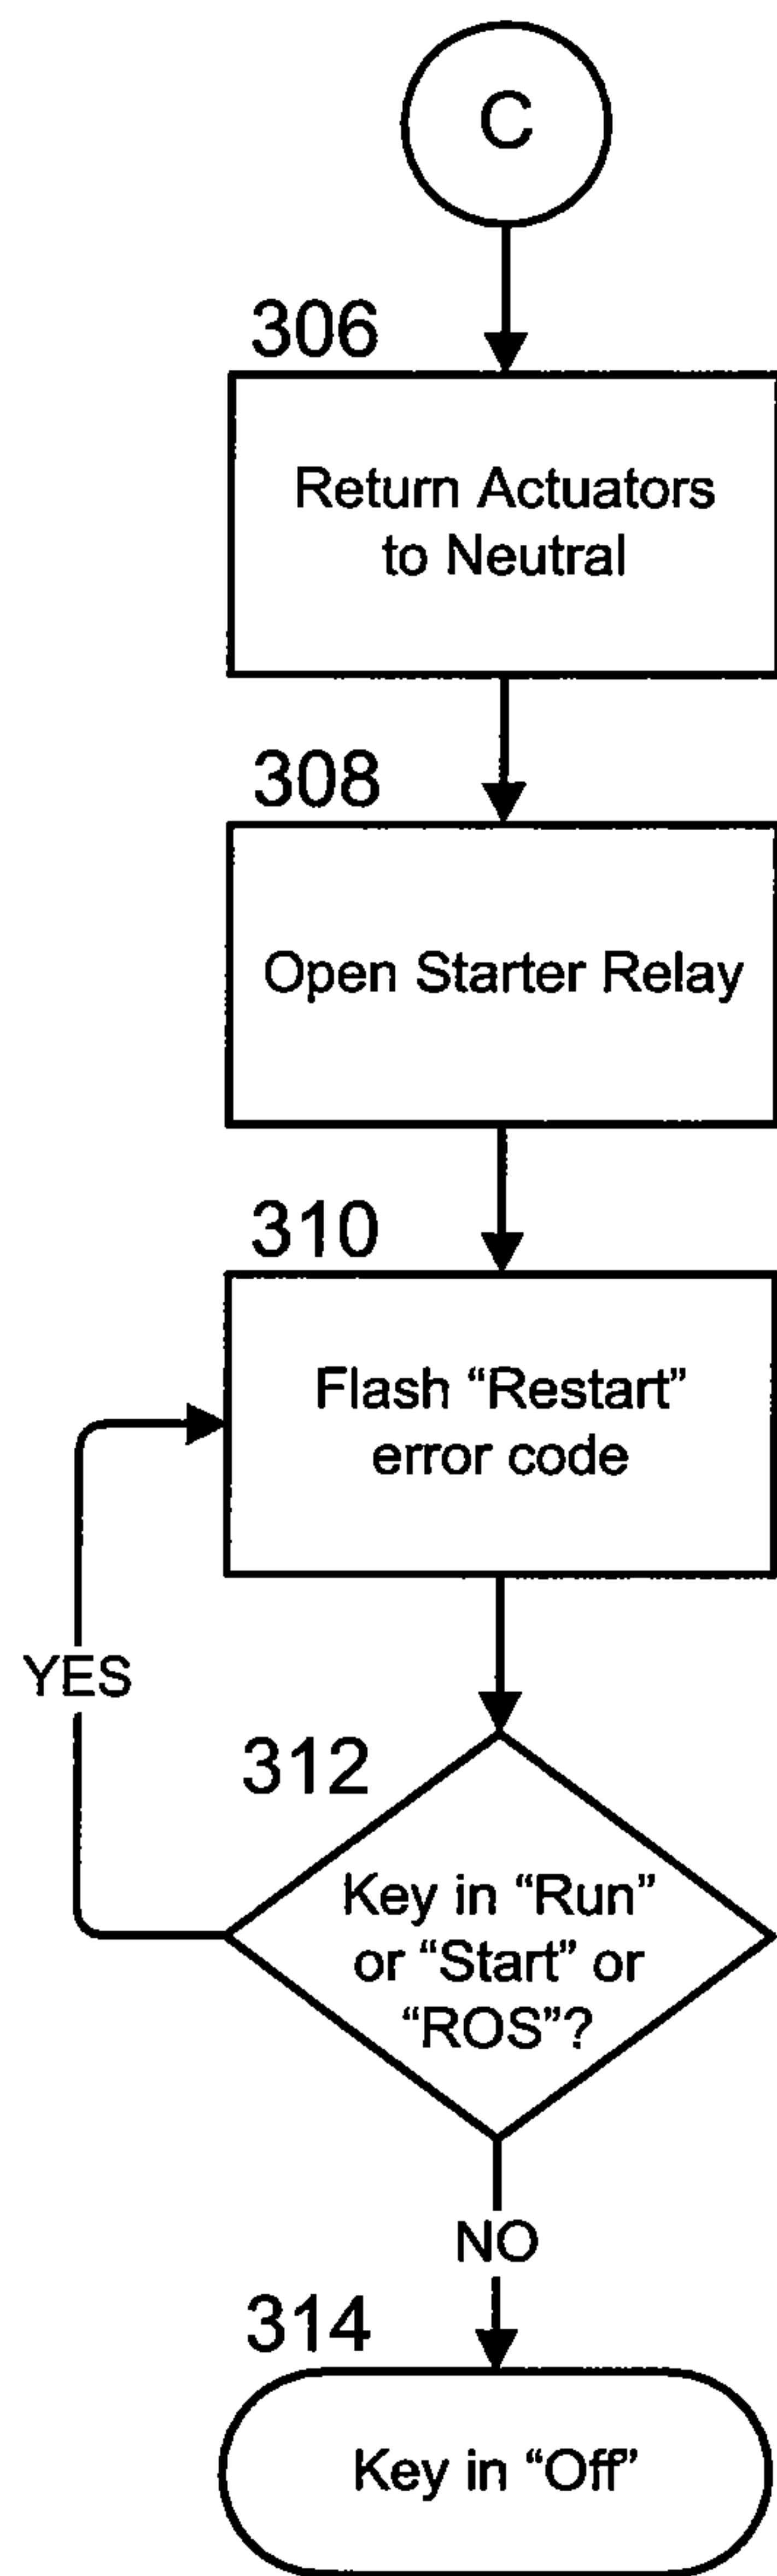 C
306
Return Actuators
to Neutral
308
Open Starter Relay
310
Flash “Restart”
error code
YES
312
Key in “Run”
or “Start” or
“ROS”?
NO
314
Key in “Off”